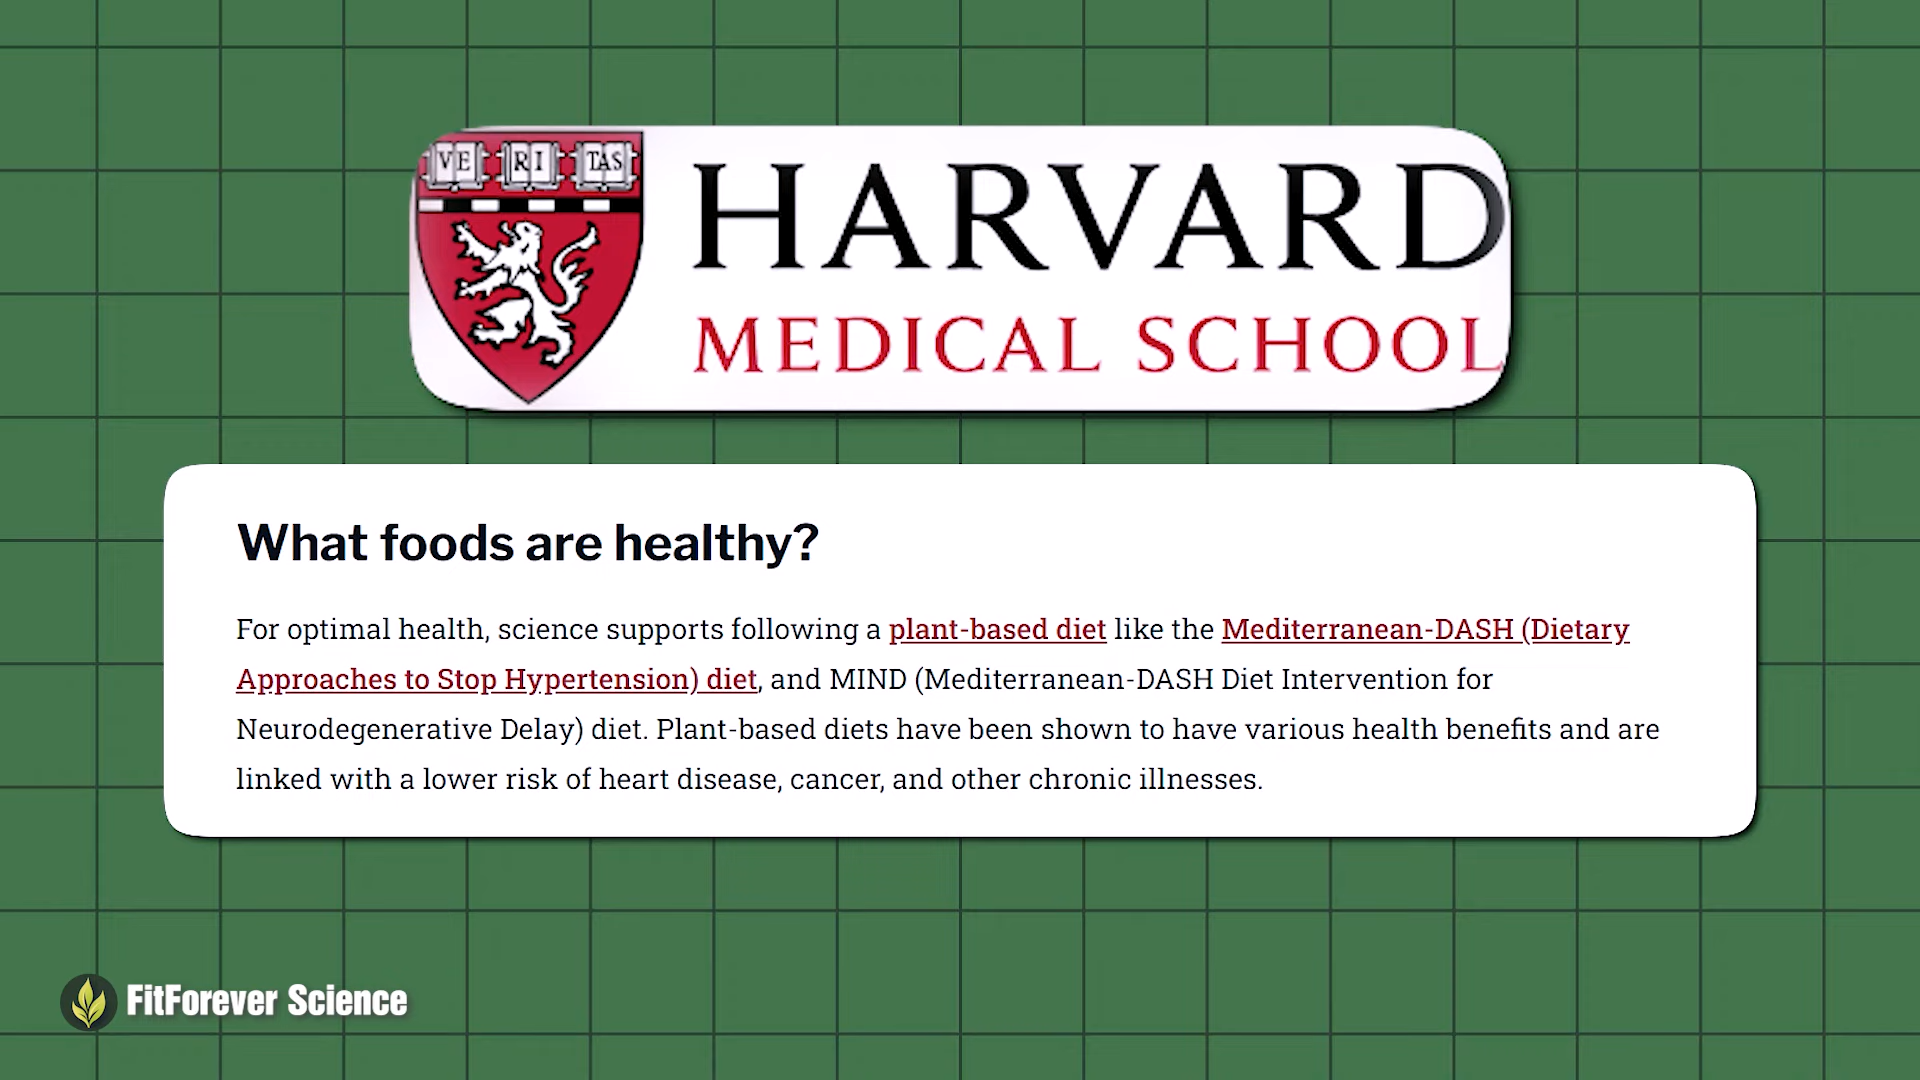 VE RI TAS
HARVARD
MEDICAL SCHOOL
What foods are healthy?
For optimal health, science supports following a plant-based diet like the Mediterranean-DASH (Dietary
Approaches to Stop Hypertension) diet, and MIND (Mediterranean-DASH Diet Intervention for
Neurodegenerative Delay) diet. Plant-based diets have been shown to have various health benefits and are
linked with a lower risk of heart disease, cancer, and other chronic illnesses.
FitForever Science